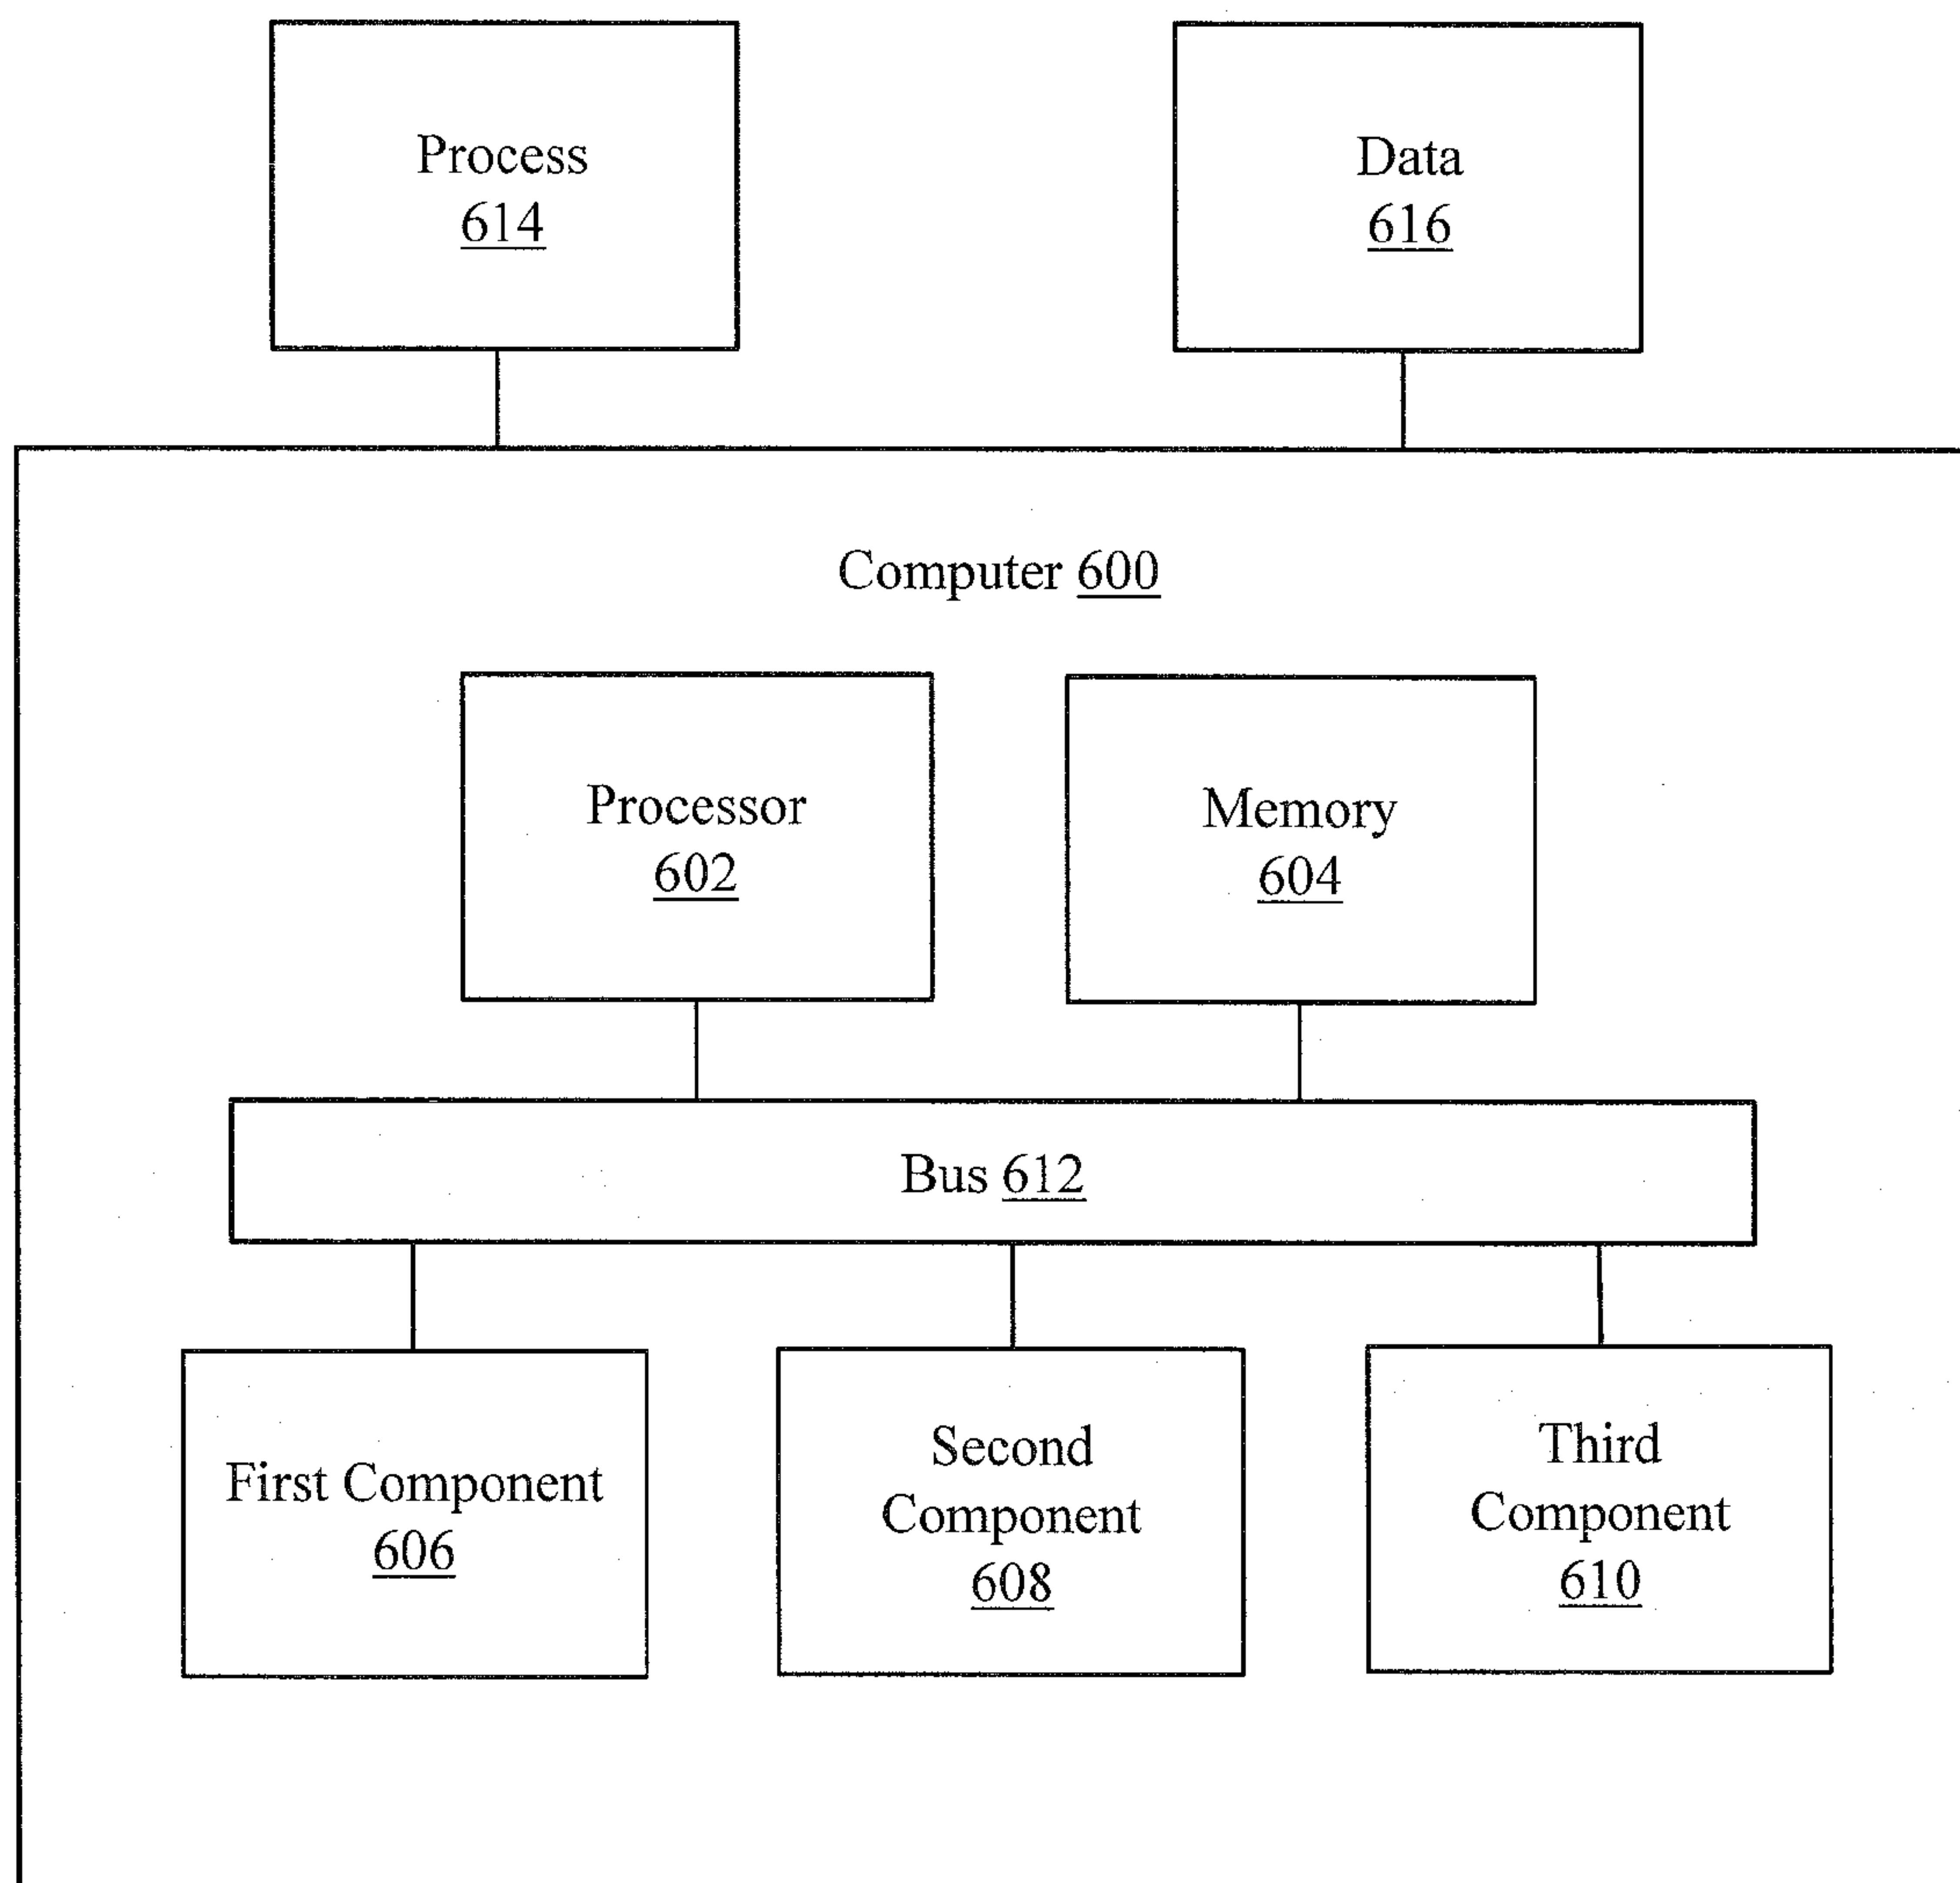 Process
614
Data
616
Computer 600
Processor
602
Memory
604
Bus 612
First Component
606
Second
Component
608
Third
Component
610